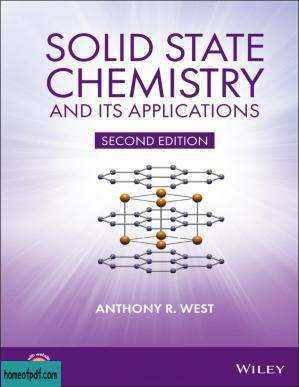 SOLID STATE
CHEMISTRY
AND ITS APPLICATIONS
SECOND EDITION
ANTHONY R. WEST
WILEY
homeofpdf.com